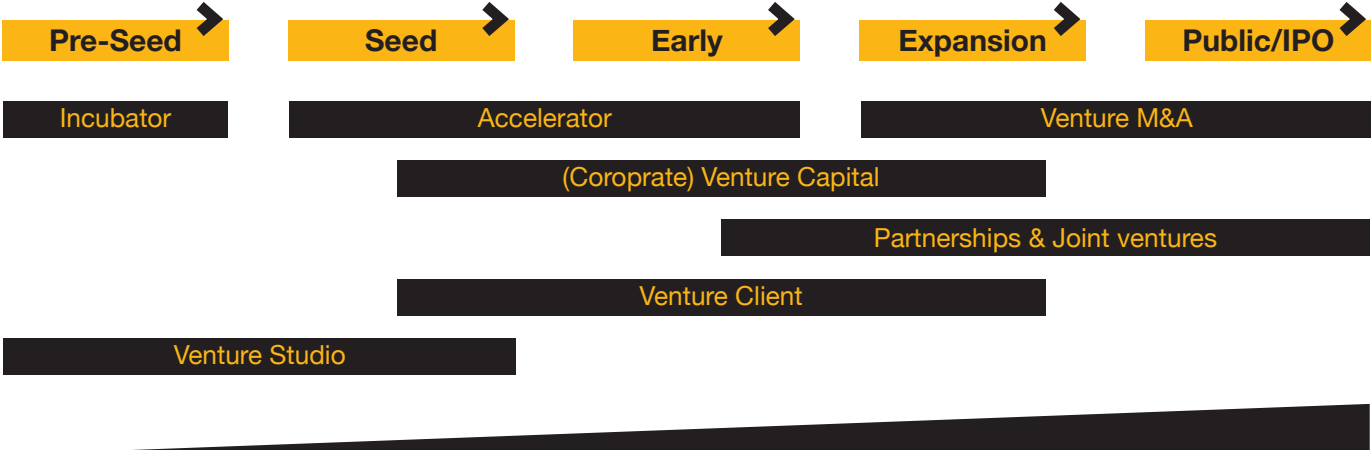 Pre-Seed
Seed
Early
Expansion
Public/IPO
Incubator
Accelerator
Venture M&A
(Coroprate) Venture Capital
Partnerships & Joint ventures
Venture Client
Venture Studio